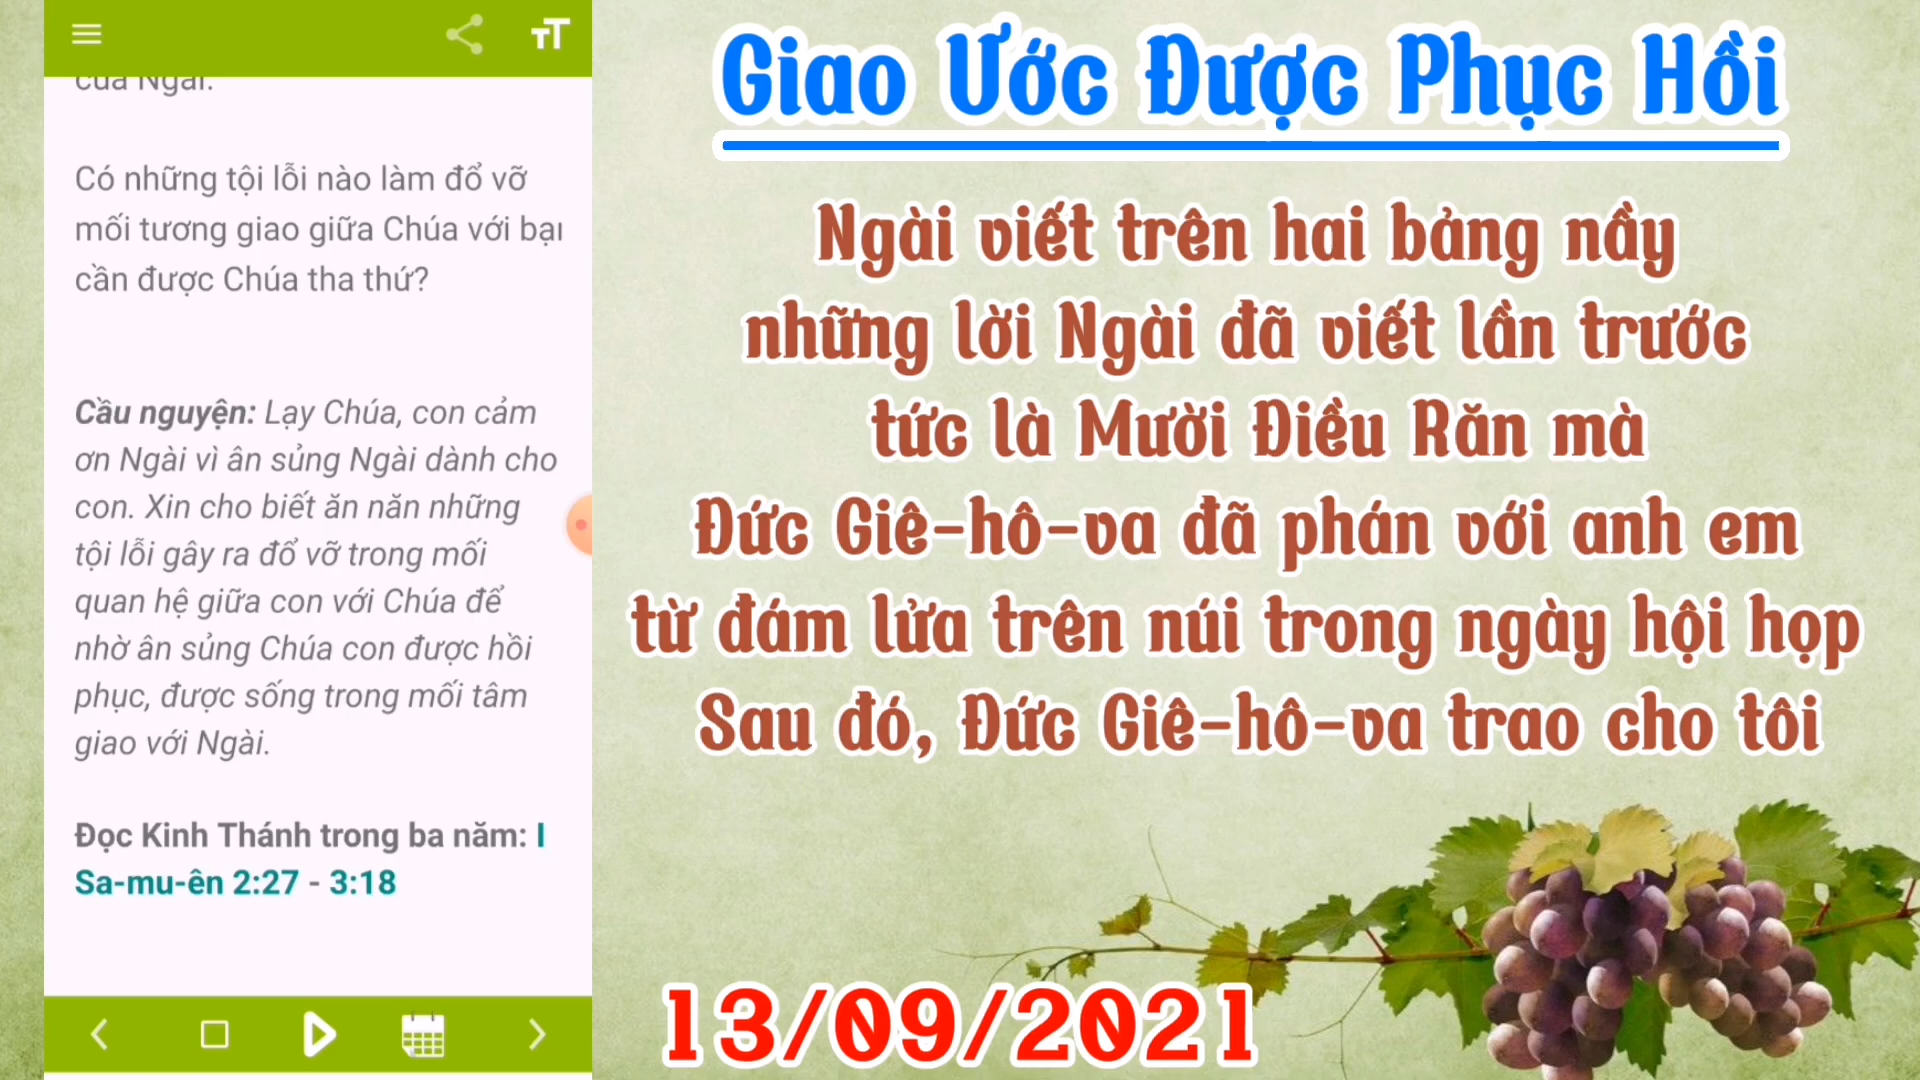 của Ngài.
Có những tội lỗi nào làm đổ vỡ
mối tương giao giữa Chúa với bạn
cần được Chúa tha thứ?
Cầu nguyện: Lạy Chúa, con cảm
ơn Ngài vì ân sủng Ngài dành cho
con. Xin cho biết ăn năn những
tội lỗi gây ra đổ vỡ trong mối
quan hệ giữa con với Chúa để
nhờ ân sủng Chúa con được hồi
phục, được sống trong mối tâm
giao với Ngài.
Đọc Kinh Thánh trong ba năm: I
Sa-mu-ên 2:27 - 3:18
Giao Ước Được Phục Hồi
Ngài viết trên hai bảng nầy
những lời Ngài đã viết lần trước
tức là Mười Điều Răn mà
Đức Giê-hô-va đã phán với anh em
từ đám lửa trên núi trong ngày hội họp
Sau đó, Đức Giê-hô-va trao cho tôi
13/09/2021